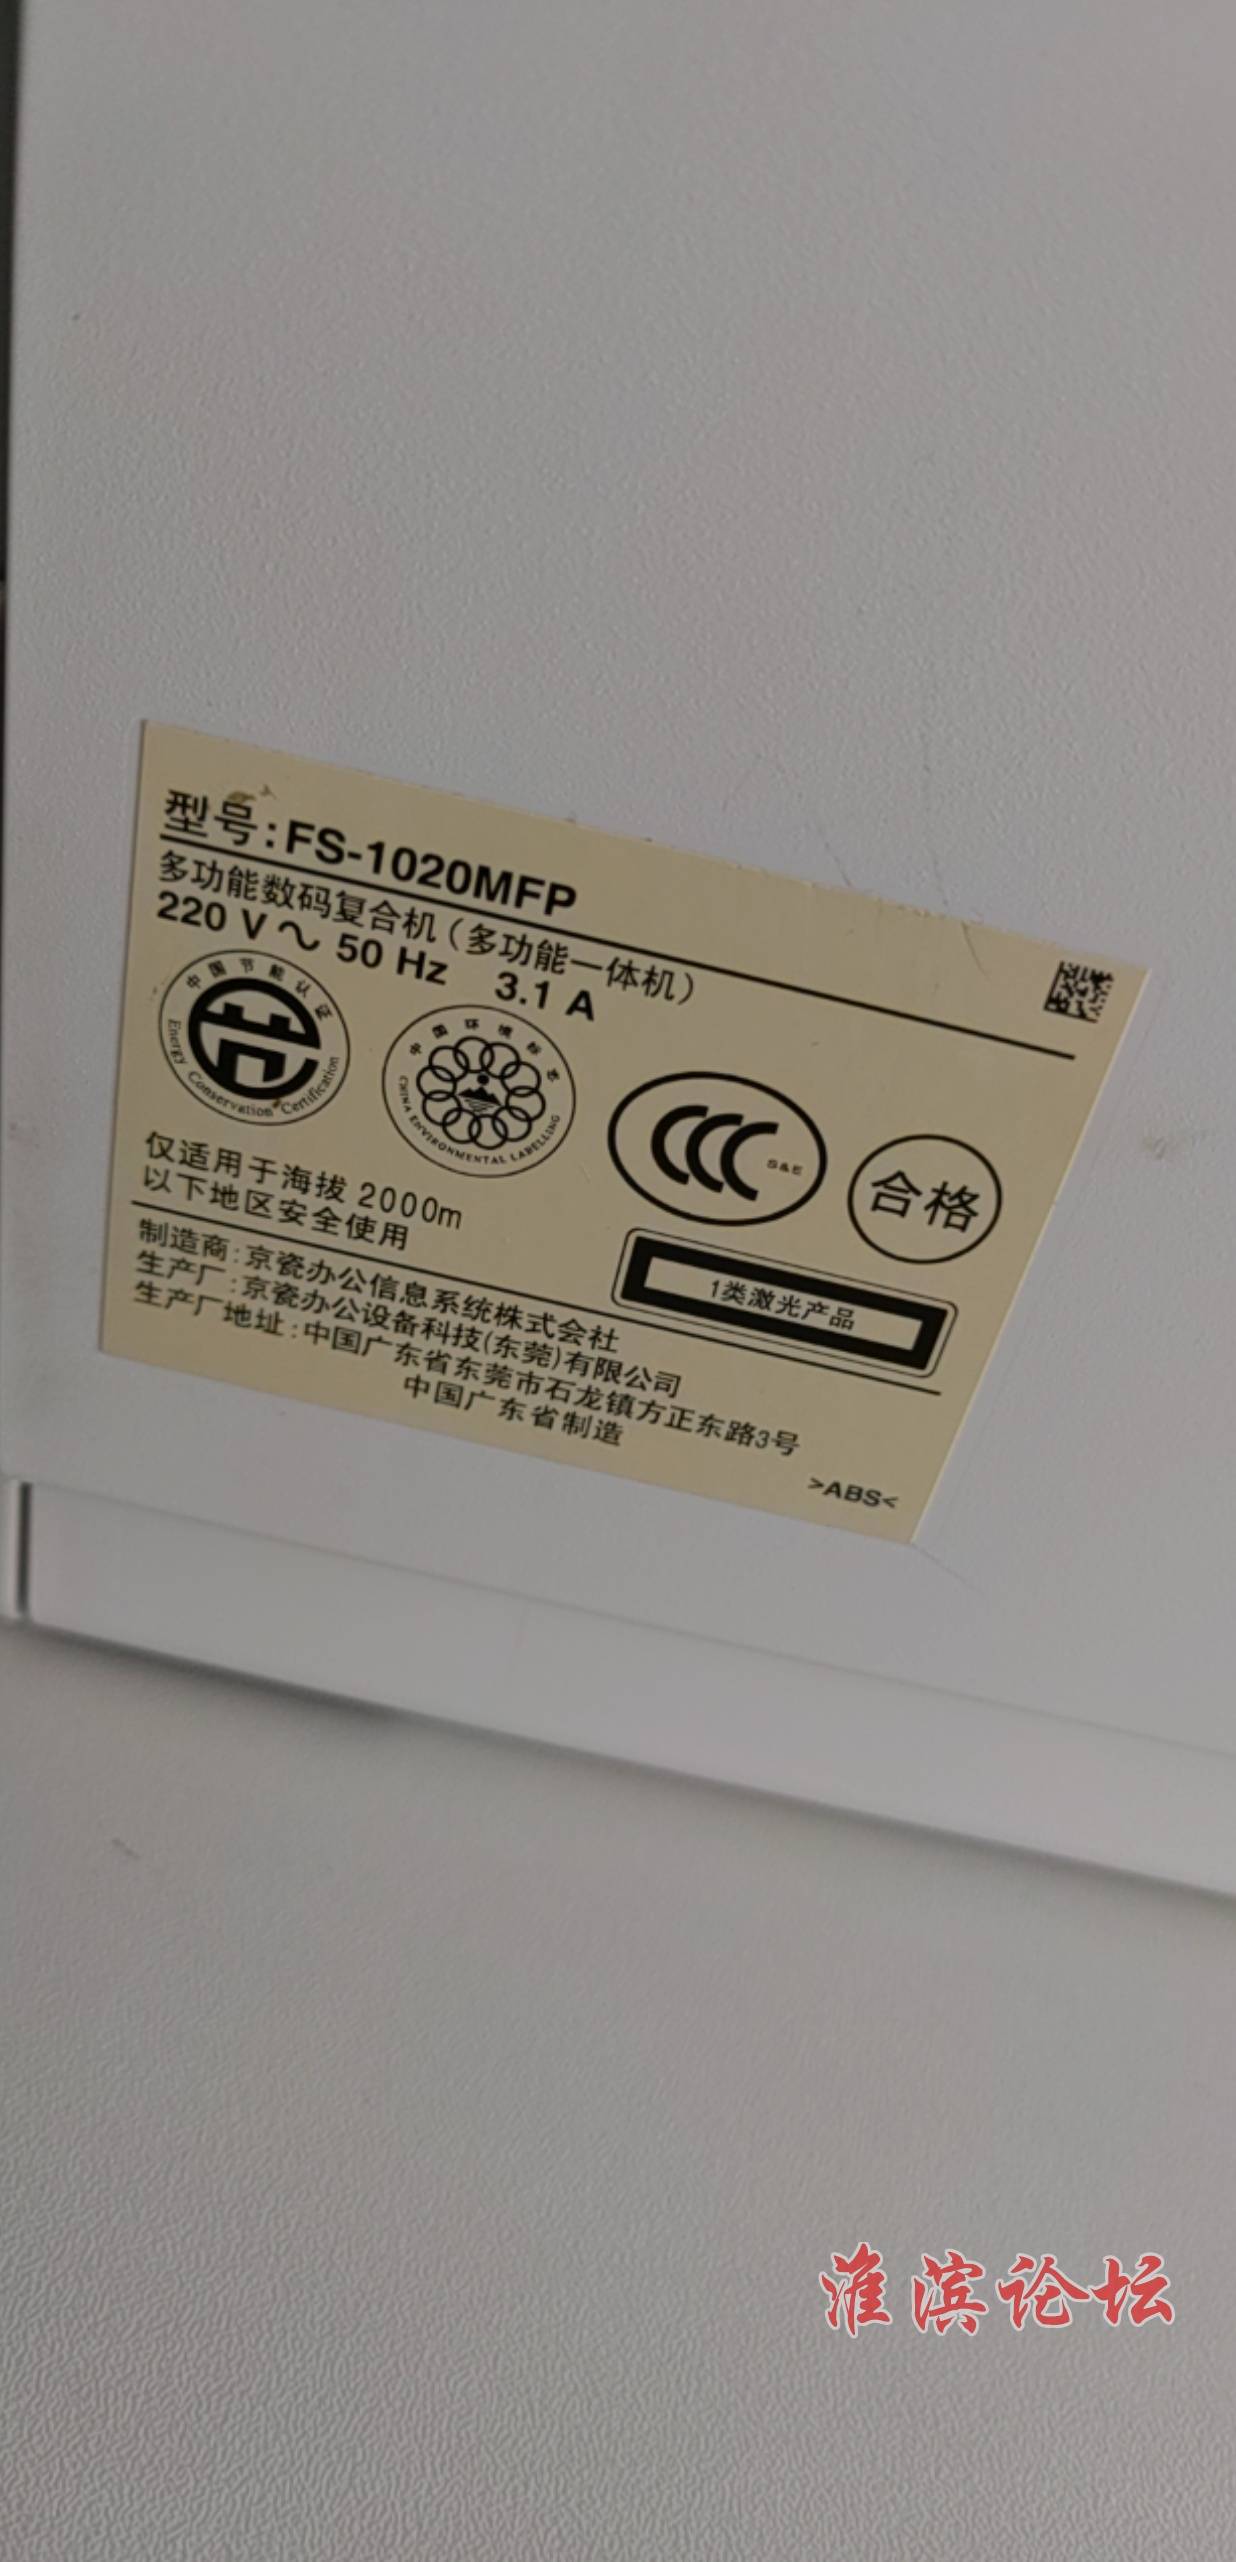 型号:FS-1020MFP
多功能数码复合机（多功能一体机）
220 V ～ 50 Hz 3.1 A
中国节能认证
Energy Conservation Certification
中国环境标志
CHINA ENVIRONMENTAL LABELLING
CCC S&E
合格
仅适用于海拔 2000m
以下地区安全使用
1类激光产品
制造商:京瓷办公信息系统株式会社
生产厂:京瓷办公设备科技(东莞)有限公司
生产厂地址:中国广东省东莞市石龙镇方正东路3号
中国广东省制造
>ABS<
淮滨论坛